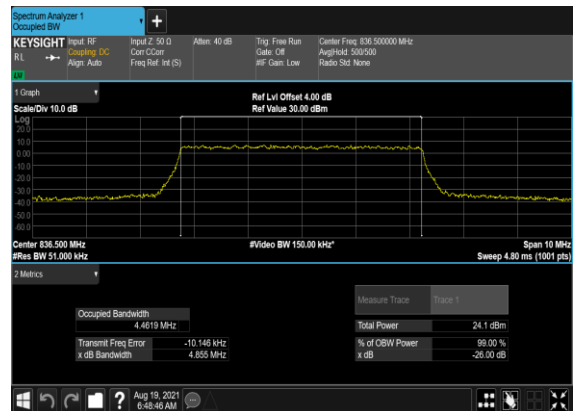 Spectrum Analyzer 1
Occupied BW
+
KEYSIGHT
RL
Input: RF
Coupling: DC
Align: Auto
Input Z: 50 Ω
Corr CCorr
Freq Ref: Int (S)
Atten: 40 dB
Trig: Free Run
Gate: Off
#IF Gain: Low
Center Freq: 836.500000 MHz
Avg|Hold: 500/500
Radio Std: None
1 Graph
Scale/Div 10.0 dB
Ref Lvl Offset 4.00 dB
Ref Value 30.00 dBm
Log
20.0
10.0
0.00
-10.0
-20.0
-30.0
-40.0
-50.0
-60.0
Center 836.500 MHz
#Res BW 51.000 kHz
#Video BW 150.00 kHz*
Span 10 MHz
Sweep 4.80 ms (1001 pts)
2 Metrics
Measure Trace
Trace 1
Occupied Bandwidth
4.4619 MHz
Total Power
24.1 dBm
Transmit Freq Error
-10.146 kHz
% of OBW Power
99.00 %
x dB Bandwidth
4.855 MHz
x dB
-26.00 dB
?
Aug 19, 2021
6:48:46 AM